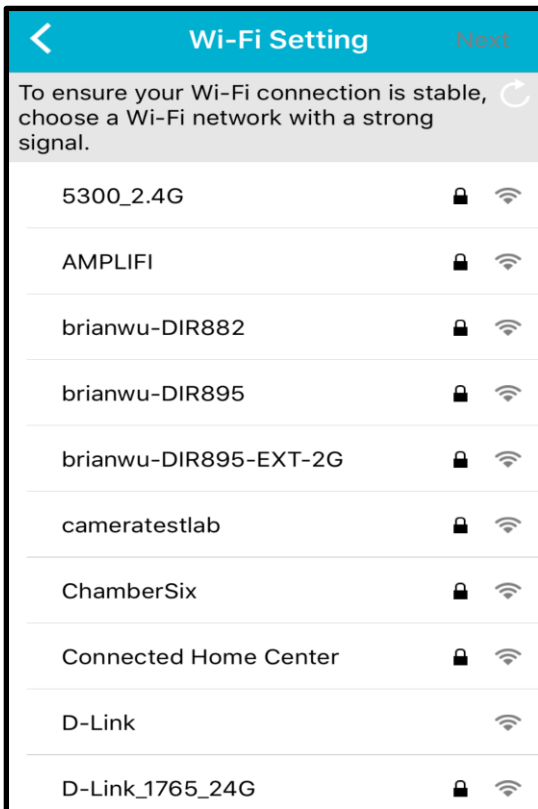 Wi-Fi Setting Next
To ensure your Wi-Fi connection is stable,
choose a Wi-Fi network with a strong
signal.
5300_2.4G
AMPLIFI
brianwu-DIR882
brianwu-DIR895
brianwu-DIR895-EXT-2G
cameratestlab
ChamberSix
Connected Home Center
D-Link
D-Link_1765_24G